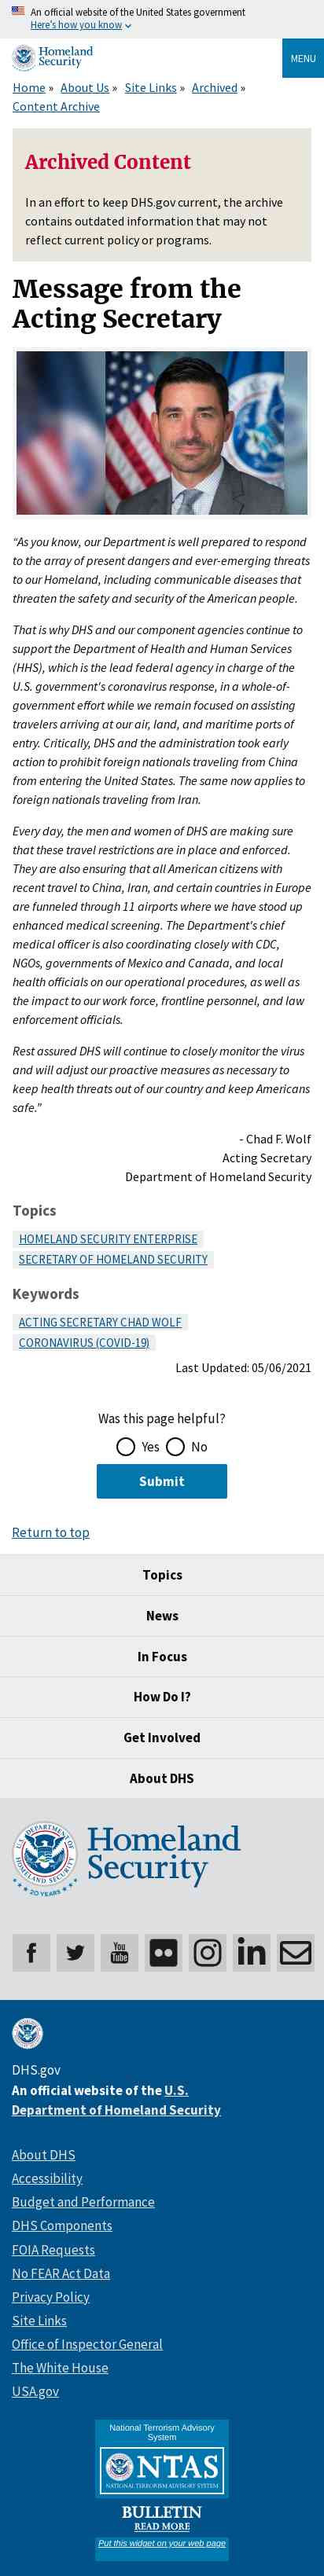 An official website of the United States government
Here's how you know
Homeland
Security
MENU
Home » About Us » Site Links » Archived »
Content Archive
Archived Content
In an effort to keep DHS.gov current, the archive
contains outdated information that may not
reflect current policy or programs.
Message from the
Acting Secretary
“As you know, our Department is well prepared to respond
to the array of present dangers and ever-emerging threats
to our Homeland, including communicable diseases that
threaten the safety and security of the American people.
That is why DHS and our component agencies continue to
support the Department of Health and Human Services
(HHS), which is the lead federal agency in charge of the
U.S. government's coronavirus response, in a whole-of-
government effort while we remain focused on assisting
travelers arriving at our air, land, and maritime ports of
entry. Critically, DHS and the administration took early
action to prohibit foreign nationals traveling from China
from entering the United States. The same now applies to
foreign nationals traveling from Iran.
Every day, the men and women of DHS are making sure
that these travel restrictions are in place and enforced.
They are also ensuring that all American citizens with
recent travel to China, Iran, and certain countries in Europe
are funneled through 11 airports where we have stood up
enhanced medical screening. The Department's chief
medical officer is also coordinating closely with CDC,
NGOs, governments of Mexico and Canada, and local
health officials on our operational procedures, as well as
the impact to our work force, frontline personnel, and law
enforcement officials.
Rest assured DHS will continue to closely monitor the virus
and will adjust our proactive measures as necessary to
keep health threats out of our country and keep Americans
safe.”
- Chad F. Wolf
Acting Secretary
Department of Homeland Security
Topics
HOMELAND SECURITY ENTERPRISE
SECRETARY OF HOMELAND SECURITY
Keywords
ACTING SECRETARY CHAD WOLF
CORONAVIRUS (COVID-19)
Last Updated: 05/06/2021
Was this page helpful?
Yes No
Submit
Return to top
Topics
News
In Focus
How Do I?
Get Involved
About DHS
Homeland
Security
20 YEARS
You
Tube
DHS.gov
An official website of the U.S.
Department of Homeland Security
About DHS
Accessibility
Budget and Performance
DHS Components
FOIA Requests
No FEAR Act Data
Privacy Policy
Site Links
Office of Inspector General
The White House
USA.gov
National Terrorism Advisory
System
NTAS
NATIONAL TERRORISM ADVISORY SYSTEM
BULLETIN
READ MORE
Put this widget on your web page